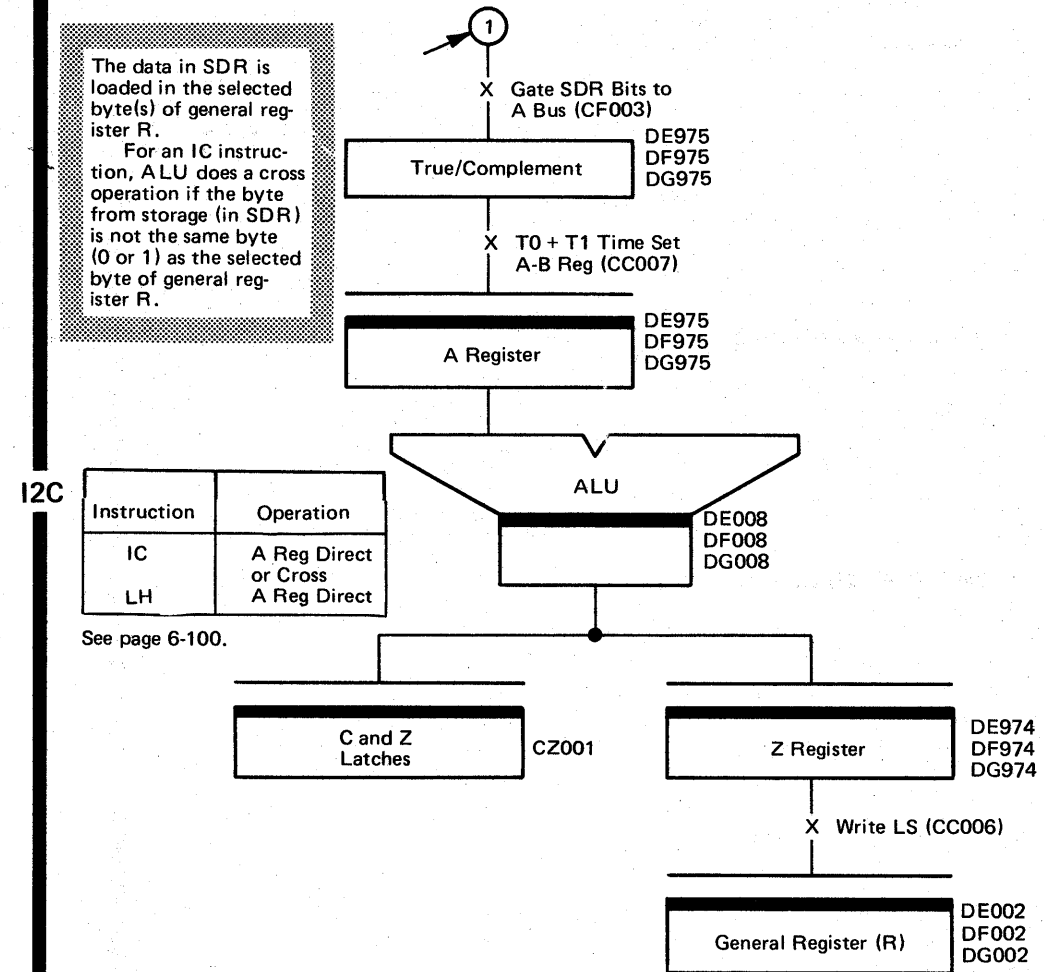 1
The data in SDR is
loaded in the selected
byte(s) of general reg-
ister R.
For an IC instruc-
tion, ALU does a cross
operation if the byte
from storage (in SDR)
is not the same byte
(0 or 1) as the selected
byte of general reg-
ister R.
X Gate SDR Bits to
A Bus (CF003)
True/Complement
DE975
DF975
DG975
X T0 + T1 Time Set
A-B Reg (CC007)
A Register
DE975
DF975
DG975
ALU
DE008
DF008
DG008
I2C
Instruction Operation
IC A Reg Direct
or Cross
LH A Reg Direct
See page 6-100.
C and Z
Latches
CZ001
Z Register
DE974
DF974
DG974
X Write LS (CC006)
General Register (R)
DE002
DF002
DG002